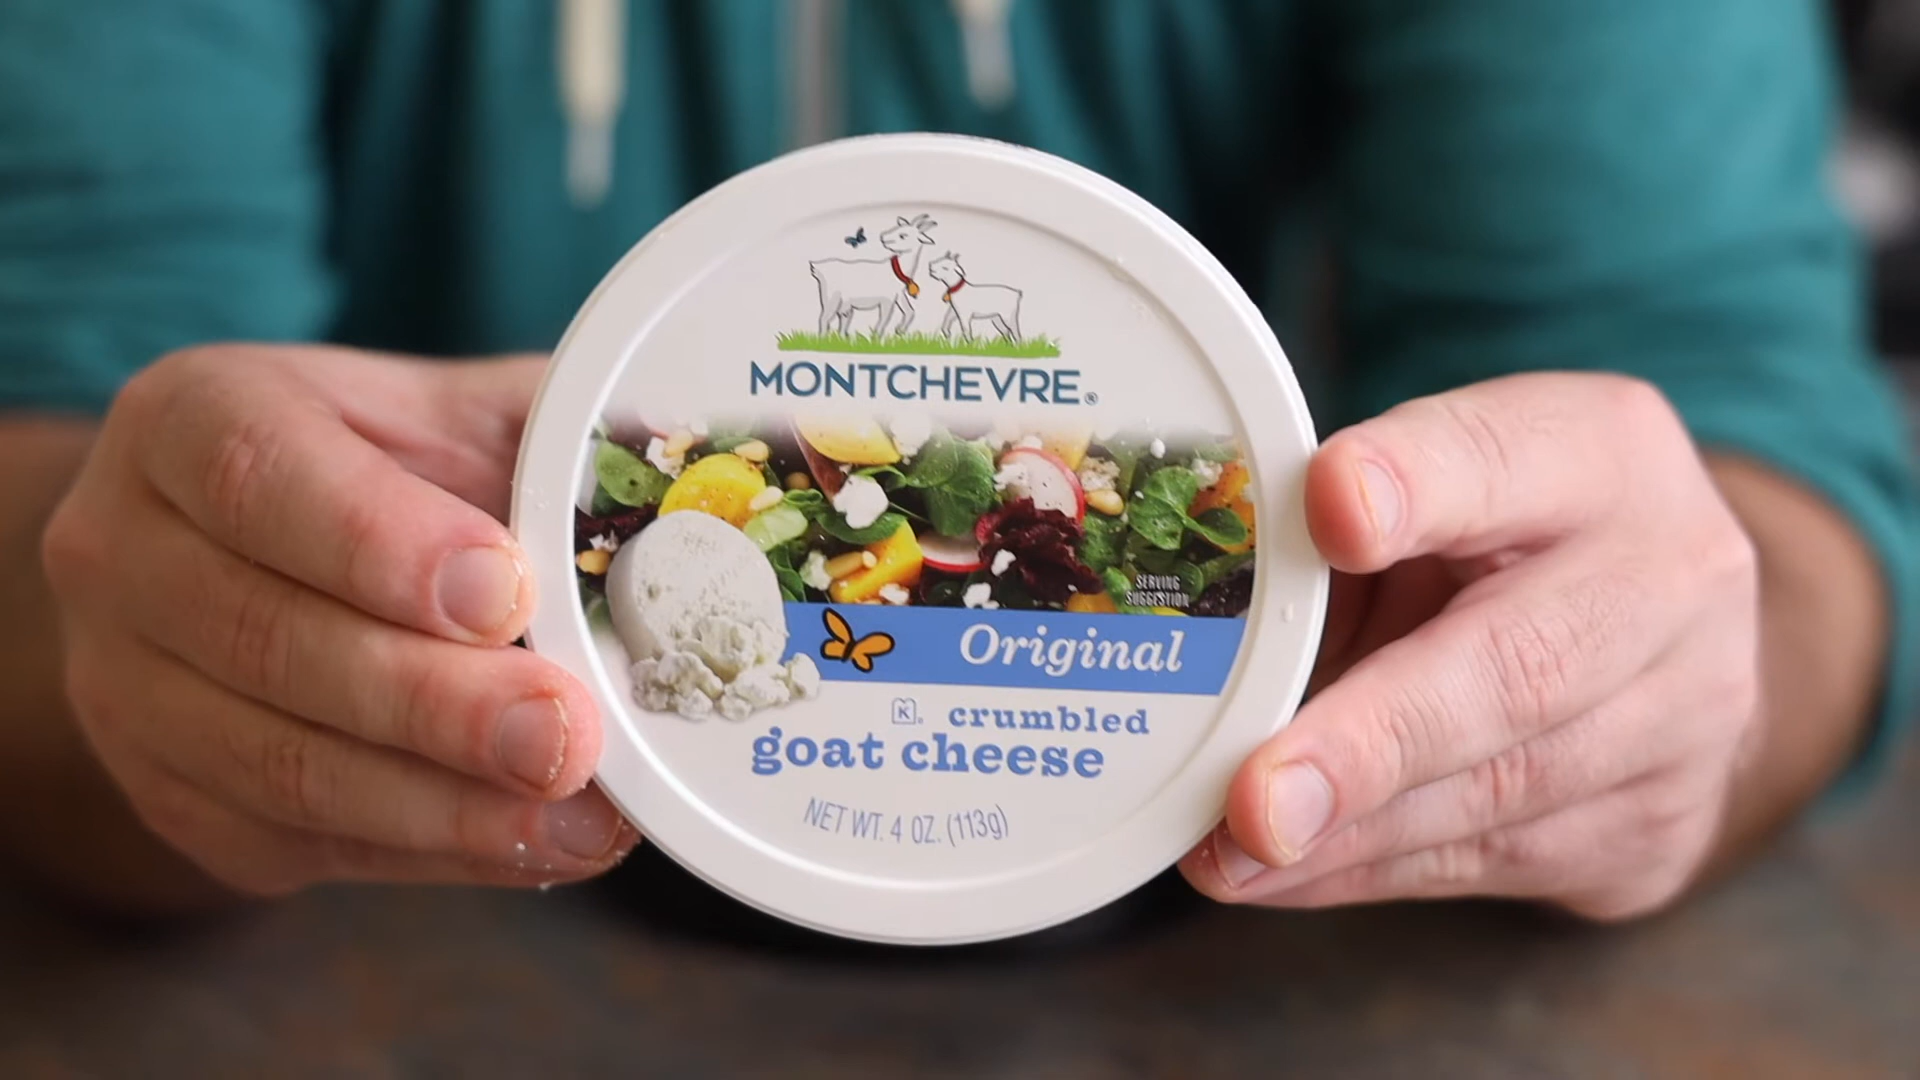 MONTCHEVRE®
SERVING
SUGGESTION
Original
K crumbled
goat cheese
NET WT. 4 OZ. (113g)